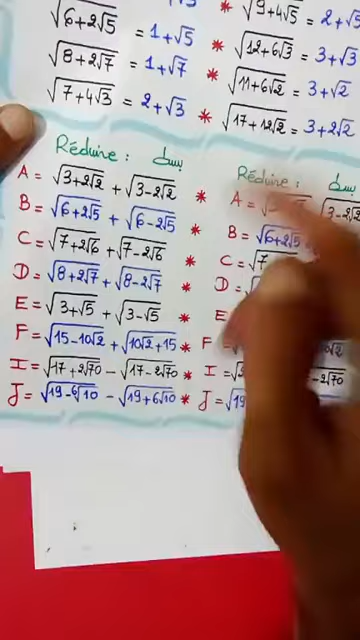 √6+2√5 = 1+√5 * √9+4√5 = 2+√5
√8+2√7 = 1+√7 * √12+6√3 = 3+√3
√7+4√3 = 2+√3 * √11+6√2 = 3+√2
√17+12√2 = 3+2√2
Réduire : بسط
A = √3+2√2 + √3-2√2 *
B = √6+2√5 + √6-2√5 *
C = √7+2√6 + √7-2√6 *
D = √8+2√7 + √8-2√7 *
E = √3+√5 + √3-√5 *
F = √15-10√2 + √10√2+15 *
I = √17+2√70 - √17-2√70 *
J = √19-6√10 - √19+6√10 *
Réduire : بسط
A =
B = √6+2√5
C = √7
D =
E
F
I =
J = √19